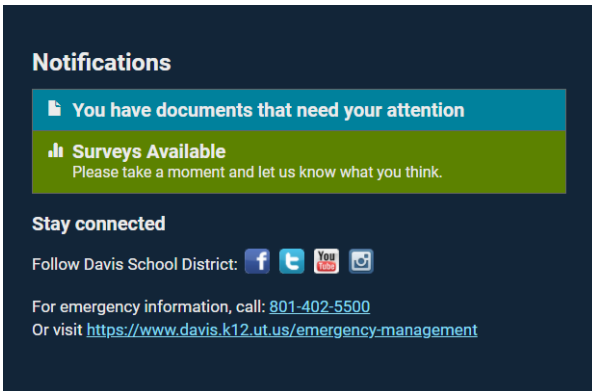 Notifications
You have documents that need your attention
Surveys Available
Please take a moment and let us know what you think.
Stay connected
Follow Davis School District: f t You Tube
For emergency information, call: 801-402-5500
Or visit https://www.davis.k12.ut.us/emergency-management